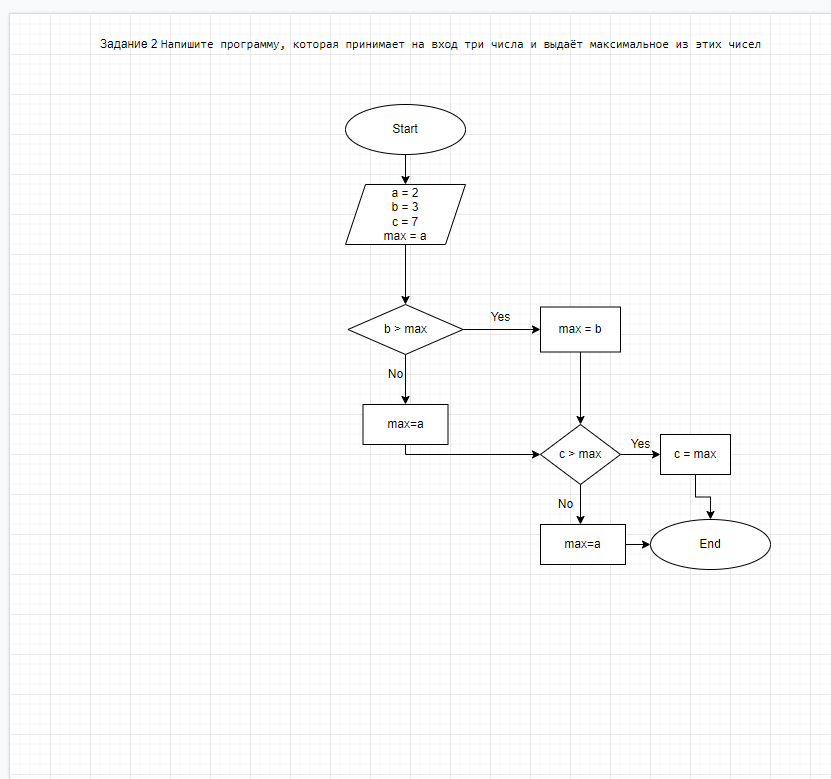 Задание 2 Напишите программу, которая принимает на вход три числа и выдаёт максимальное из этих чисел
Start
a = 2
b = 3
c = 7
max = a
b > max
Yes
max = b
No
max=a
c > max
Yes
c = max
No
max=a
End